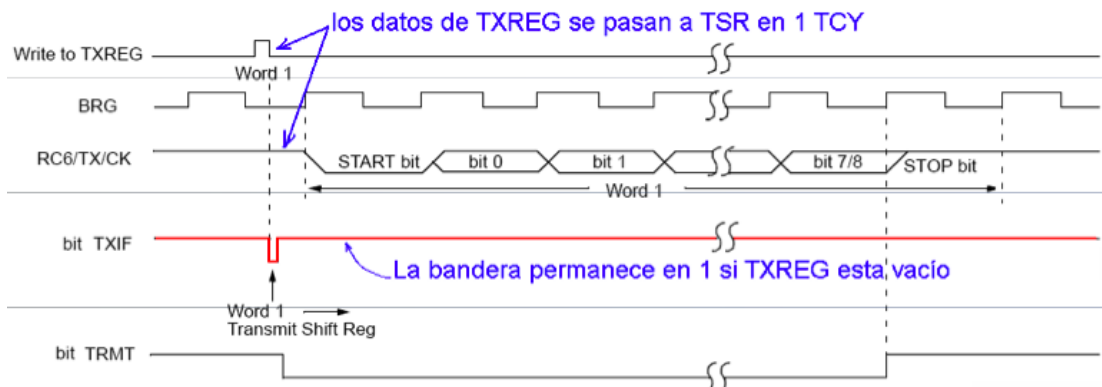 los datos de TXREG se pasan a TSR en 1 TCY
Write to TXREG
Word 1
BRG
RC6/TX/CK
START bit
bit 0
bit 1
bit 7/8
STOP bit
Word 1
bit TXIF
La bandera permanece en 1 si TXREG esta vacío
Word 1
Transmit Shift Reg
bit TRMT